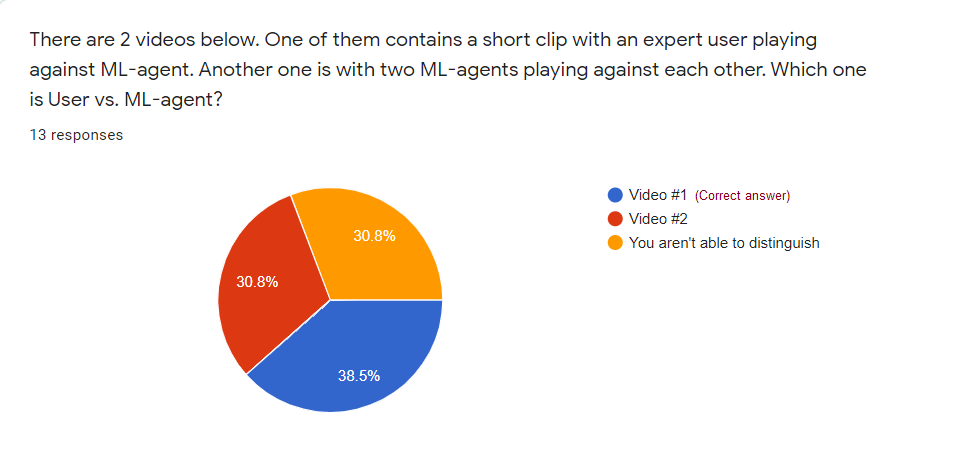 There are 2 videos below. One of them contains a short clip with an expert user playing
against ML-agent. Another one is with two ML-agents playing against each other. Which one
is User vs. ML-agent?
13 responses
Video #1 (Correct answer)
Video #2
You aren't able to distinguish
30.8%
30.8%
38.5%